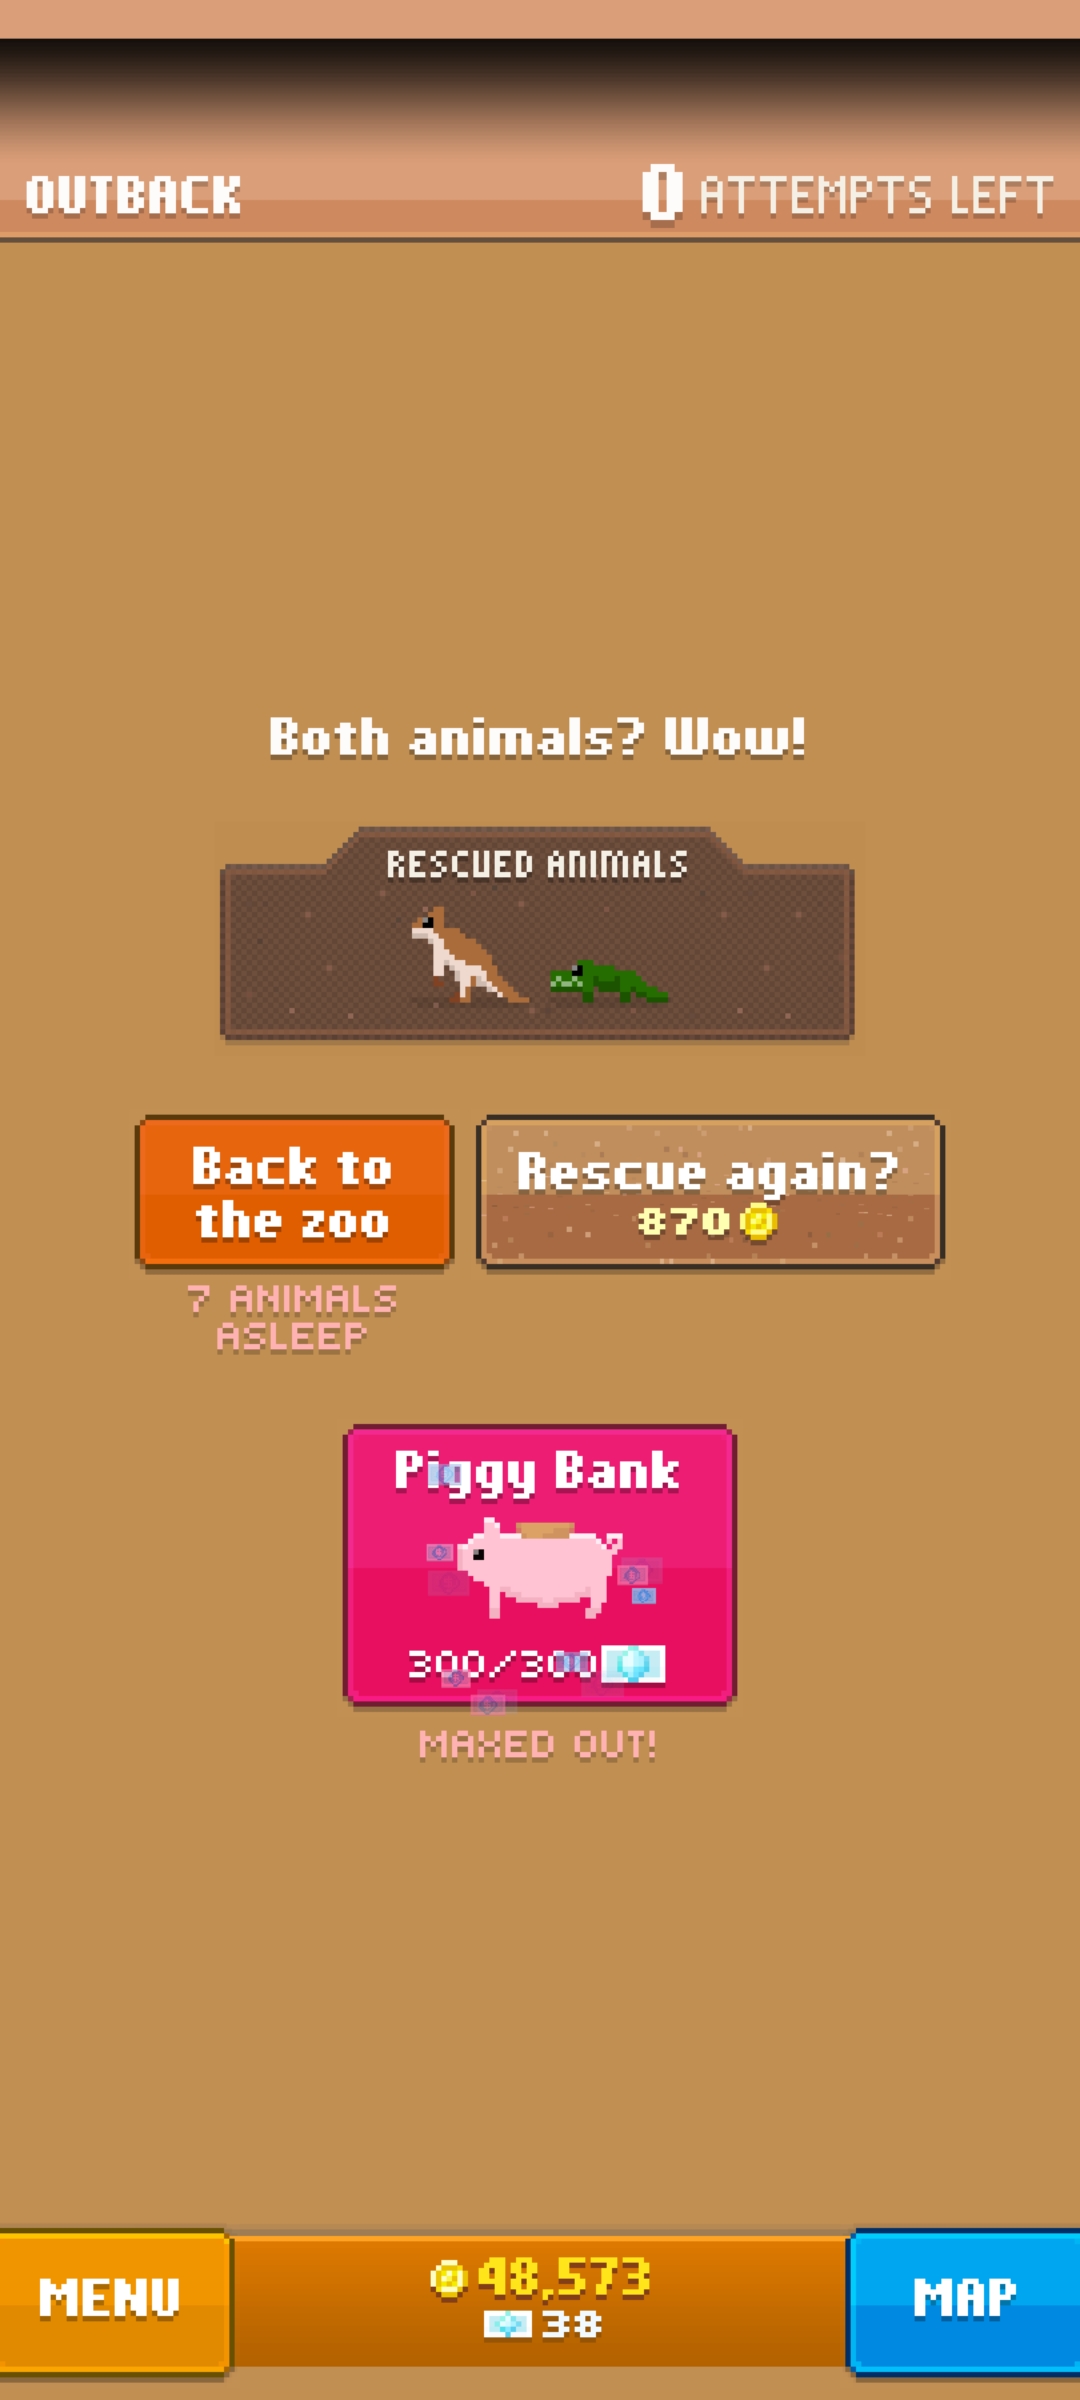 OUTBACK
0 ATTEMPTS LEFT
Both animals? Wow!
RESCUED ANIMALS
Back to
the zoo
Rescue again?
870
7 ANIMALS
ASLEEP
Piggy Bank
300/300
MAXED OUT!
MENU
48,573
38
MAP